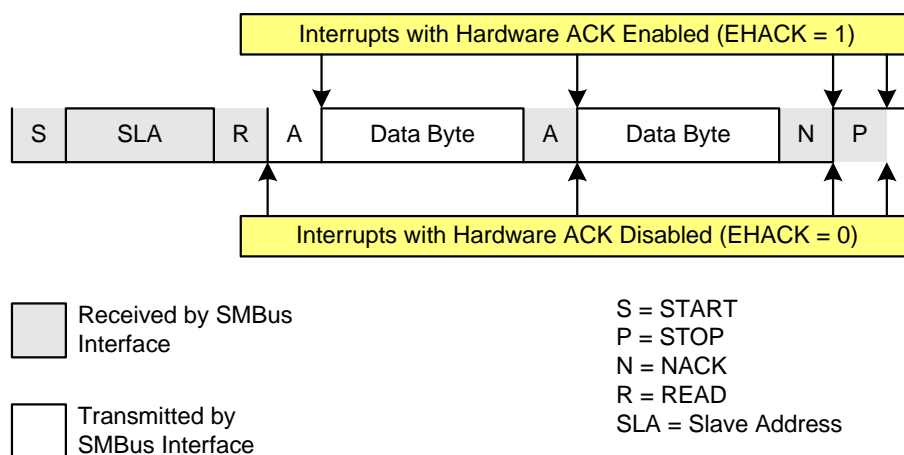 Interrupts with Hardware ACK Enabled (EHACK = 1)
S SLA R A Data Byte A Data Byte N P
Interrupts with Hardware ACK Disabled (EHACK = 0)
Received by SMBus
Interface
Transmitted by
SMBus Interface
S = START
P = STOP
N = NACK
R = READ
SLA = Slave Address